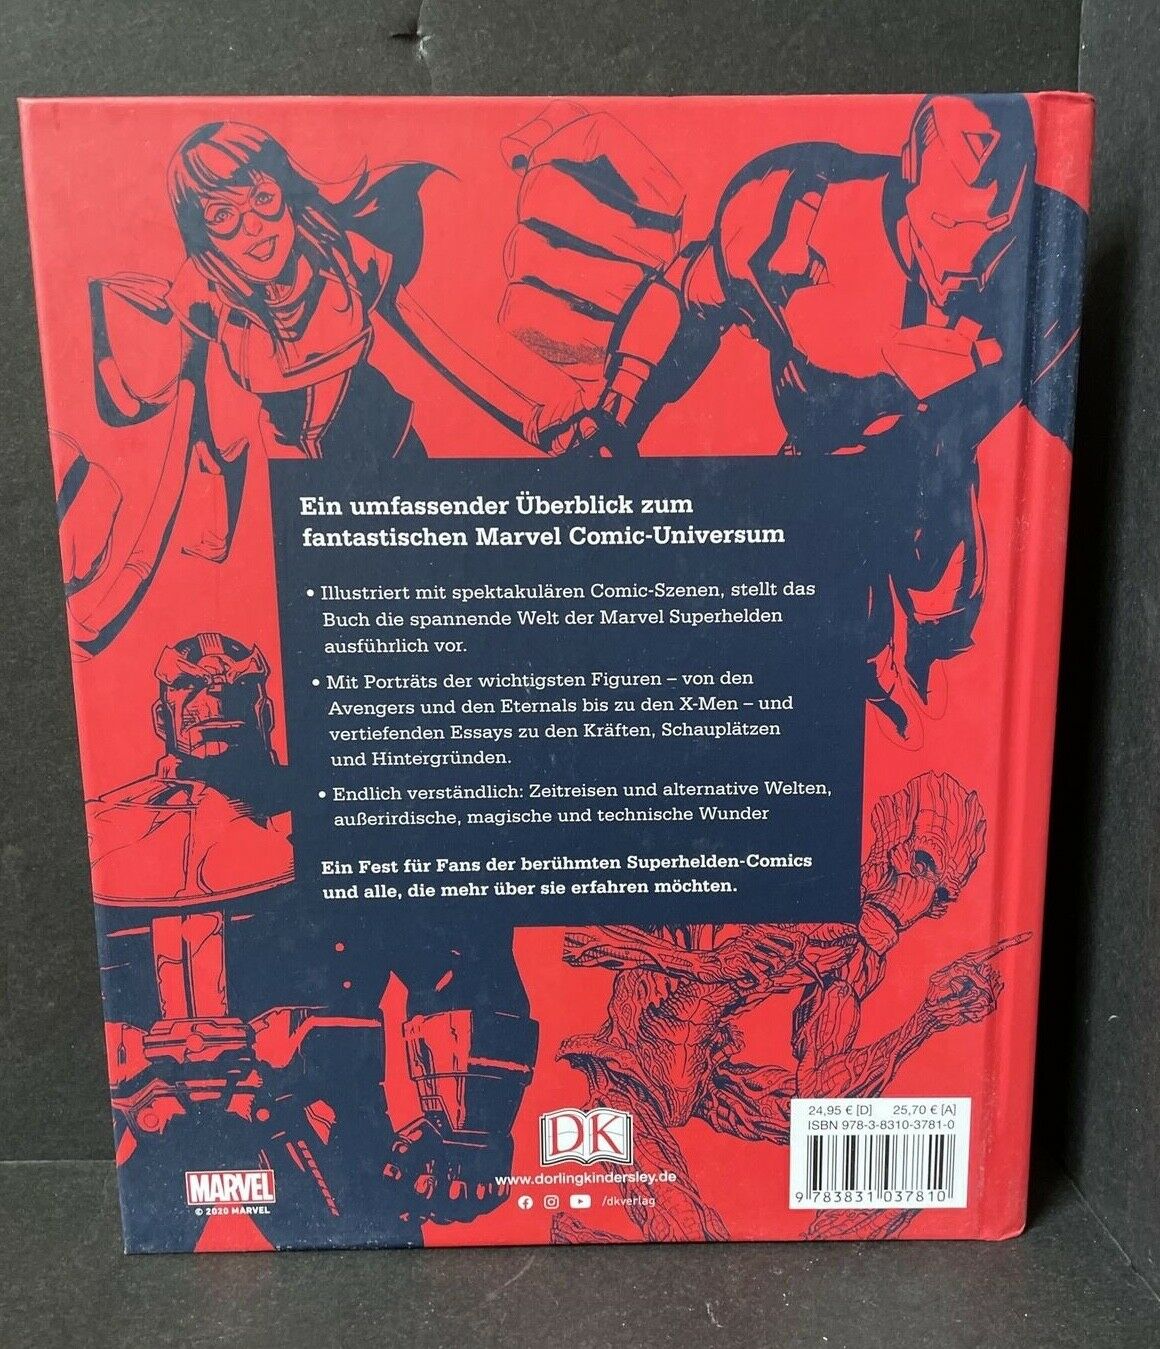 Ein umfassender Überblick zum
fantastischen Marvel Comic-Universum
• Illustriert mit spektakulären Comic-Szenen, stellt das
Buch die spannende Welt der Marvel Superhelden
ausführlich vor.
• Mit Porträts der wichtigsten Figuren – von den
Avengers und den Eternals bis zu den X-Men – und
vertiefenden Essays zu den Kräften, Schauplätzen
und Hintergründen.
• Endlich verständlich: Zeitreisen und alternative Welten,
außerirdische, magische und technische Wunder
Ein Fest für Fans der berühmten Superhelden-Comics
und alle, die mehr über sie erfahren möchten.
MARVEL
© 2020 MARVEL
DK
www.dorlingkindersley.de
/dkverlag
24,95 € [D] 25,70 € [A]
ISBN 978-3-8310-3781-0
9 783831 037810